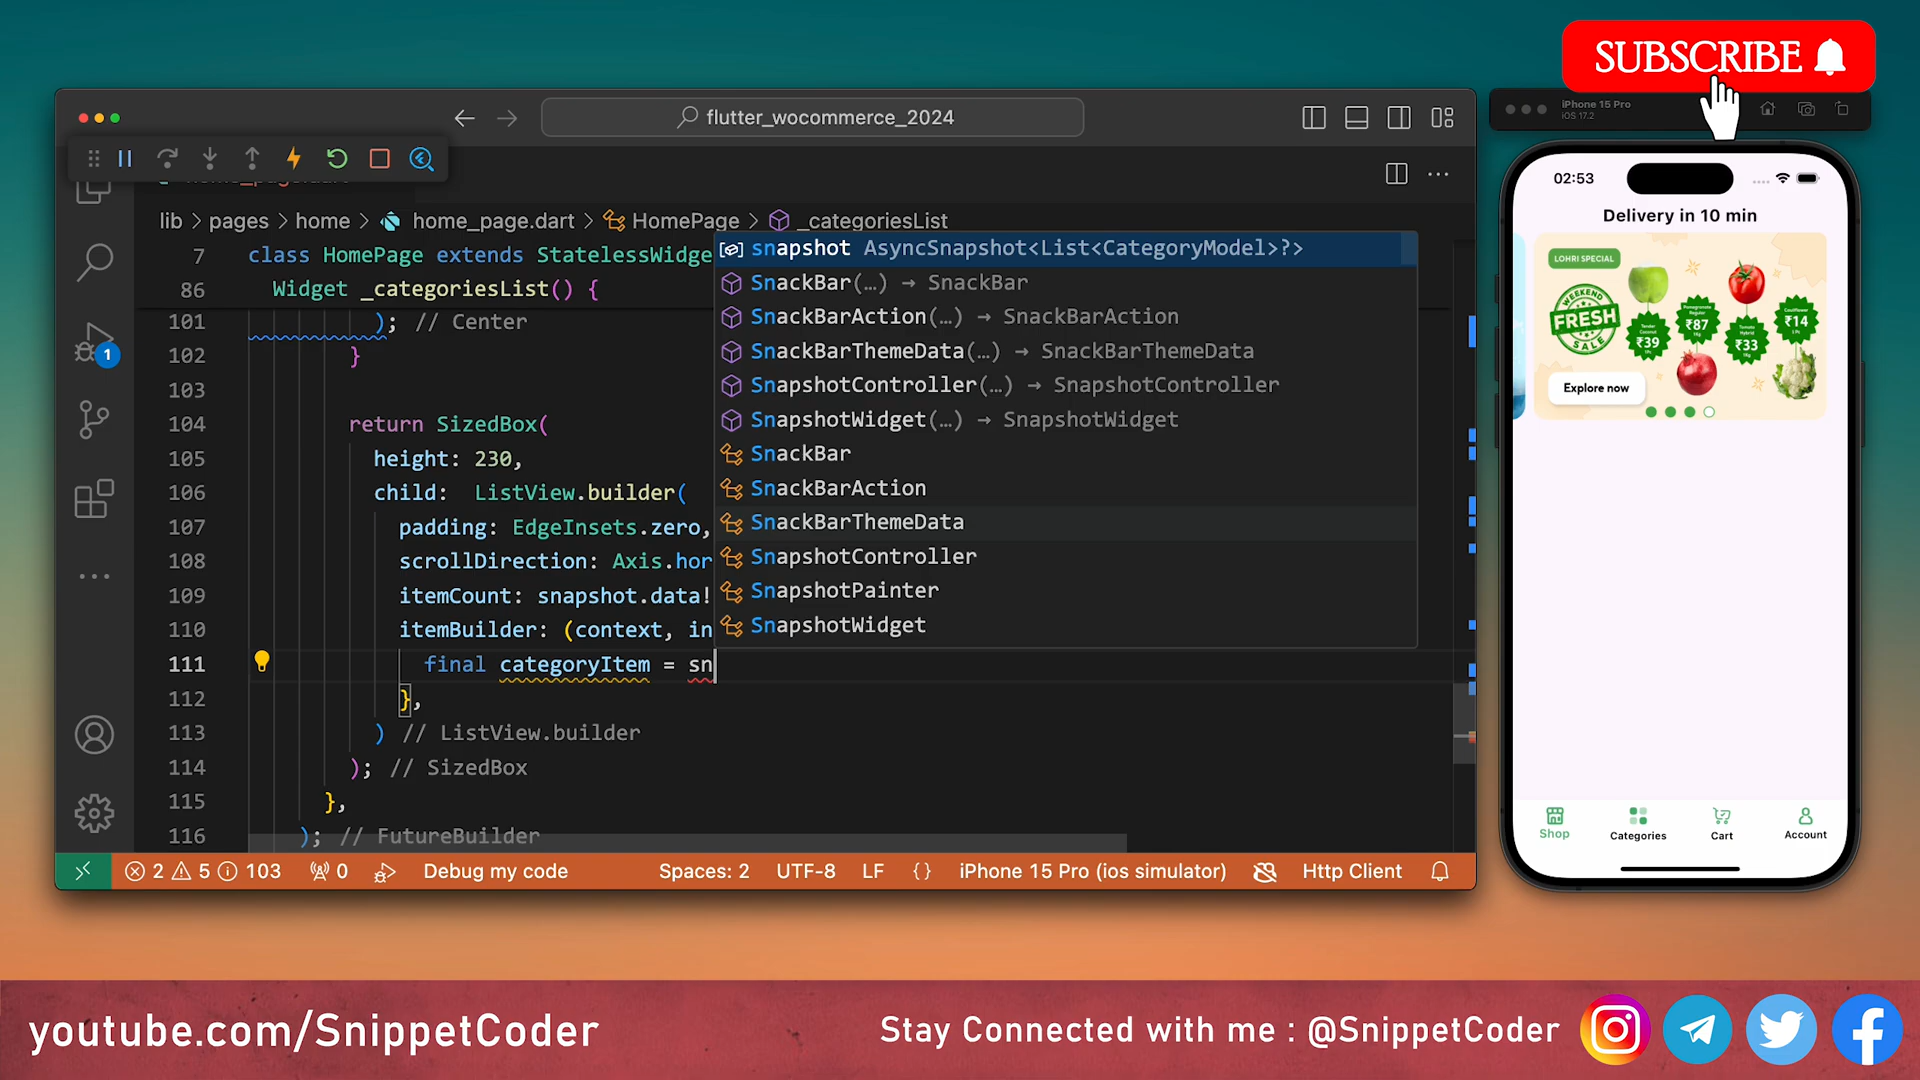 SUBSCRIBE
flutter_wocommerce_2024
iPhone 15 Pro
iOS 17.2
lib > pages > home > home_page.dart > HomePage > _categoriesList
7 class HomePage extends StatelessWidge
86 Widget _categoriesList() {
101 ); // Center
102 }
103
104 return SizedBox(
105 height: 230,
106 child: ListView.builder(
107 padding: EdgeInsets.zero,
108 scrollDirection: Axis.hor
109 itemCount: snapshot.data!
110 itemBuilder: (context, in
111 final categoryItem = sn
112 },
113 ) // ListView.builder
114 ); // SizedBox
115 },
116 ); // FutureBuilder
snapshot AsyncSnapshot<List<CategoryModel>?>
SnackBar(…) → SnackBar
SnackBarAction(…) → SnackBarAction
SnackBarThemeData(…) → SnackBarThemeData
SnapshotController(…) → SnapshotController
SnapshotWidget(…) → SnapshotWidget
SnackBar
SnackBarAction
SnackBarThemeData
SnapshotController
SnapshotPainter
SnapshotWidget
1
2 5 103 0 Debug my code Spaces: 2 UTF-8 LF {} iPhone 15 Pro (ios simulator) Http Client
02:53
Delivery in 10 min
LOHRI SPECIAL
WEEKEND
FRESH
SALE
₹39
₹87
₹33
₹14
Explore now
Shop Categories Cart Account
youtube.com/SnippetCoder
Stay Connected with me : @SnippetCoder